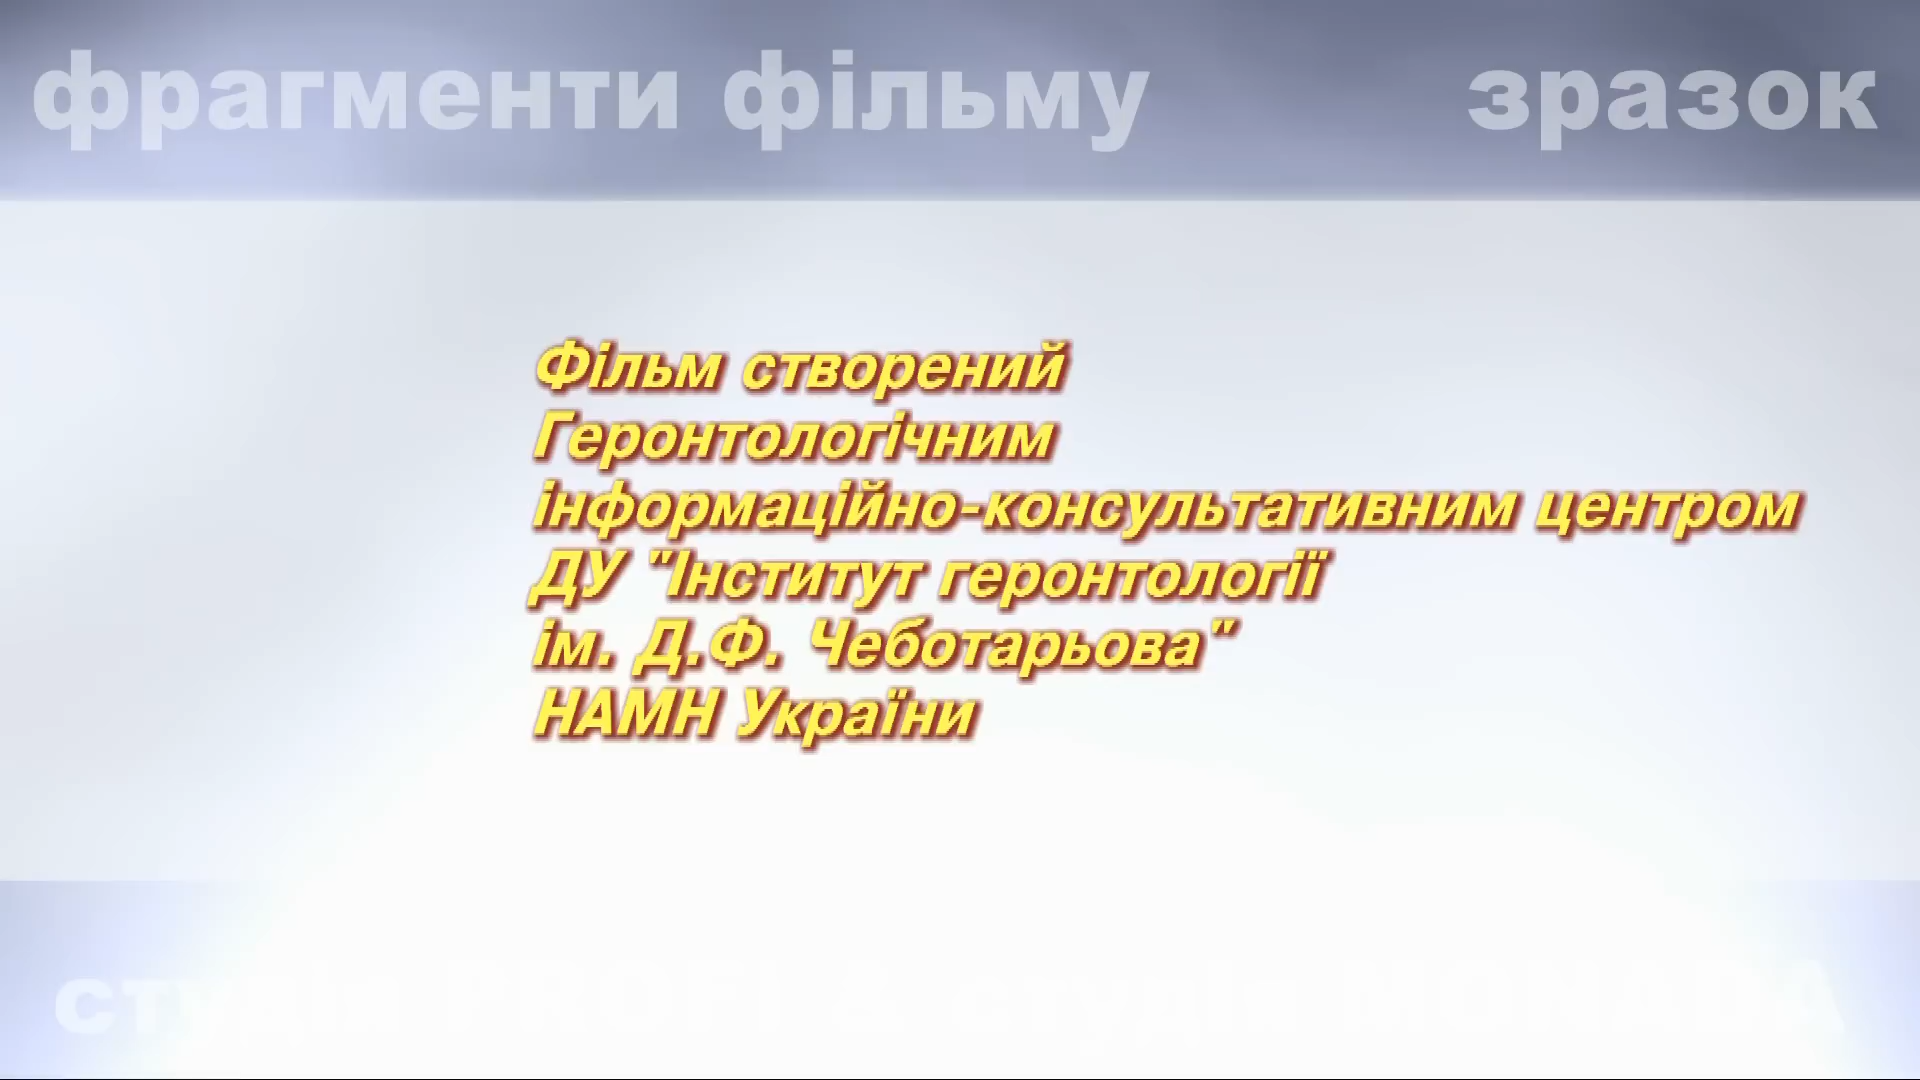 фрагменти фільму зразок
Фільм створений
Геронтологічним
інформаційно-консультативним центром
ДУ "Інститут геронтології
ім. Д.Ф. Чеботарьова"
НАМН України